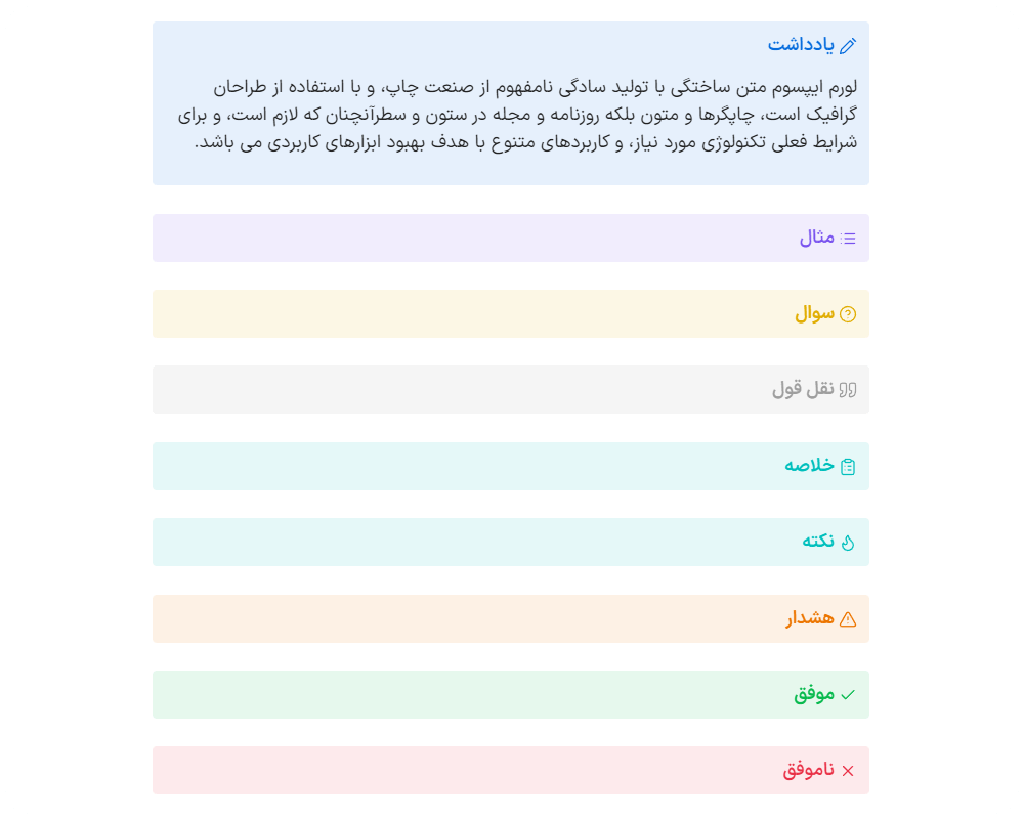 یادداشت
لورم ایپسوم متن ساختگی با تولید سادگی نامفهوم از صنعت چاپ، و با استفاده از طراحان
گرافیک است، چاپگرها و متون بلکه روزنامه و مجله در ستون و سطرآنچنان که لازم است، و برای
شرایط فعلی تکنولوژی مورد نیاز، و کاربردهای متنوع با هدف بهبود ابزارهای کاربردی می باشد.
مثال
سوال
نقل قول
خلاصه
نکته
هشدار
موفق
ناموفق